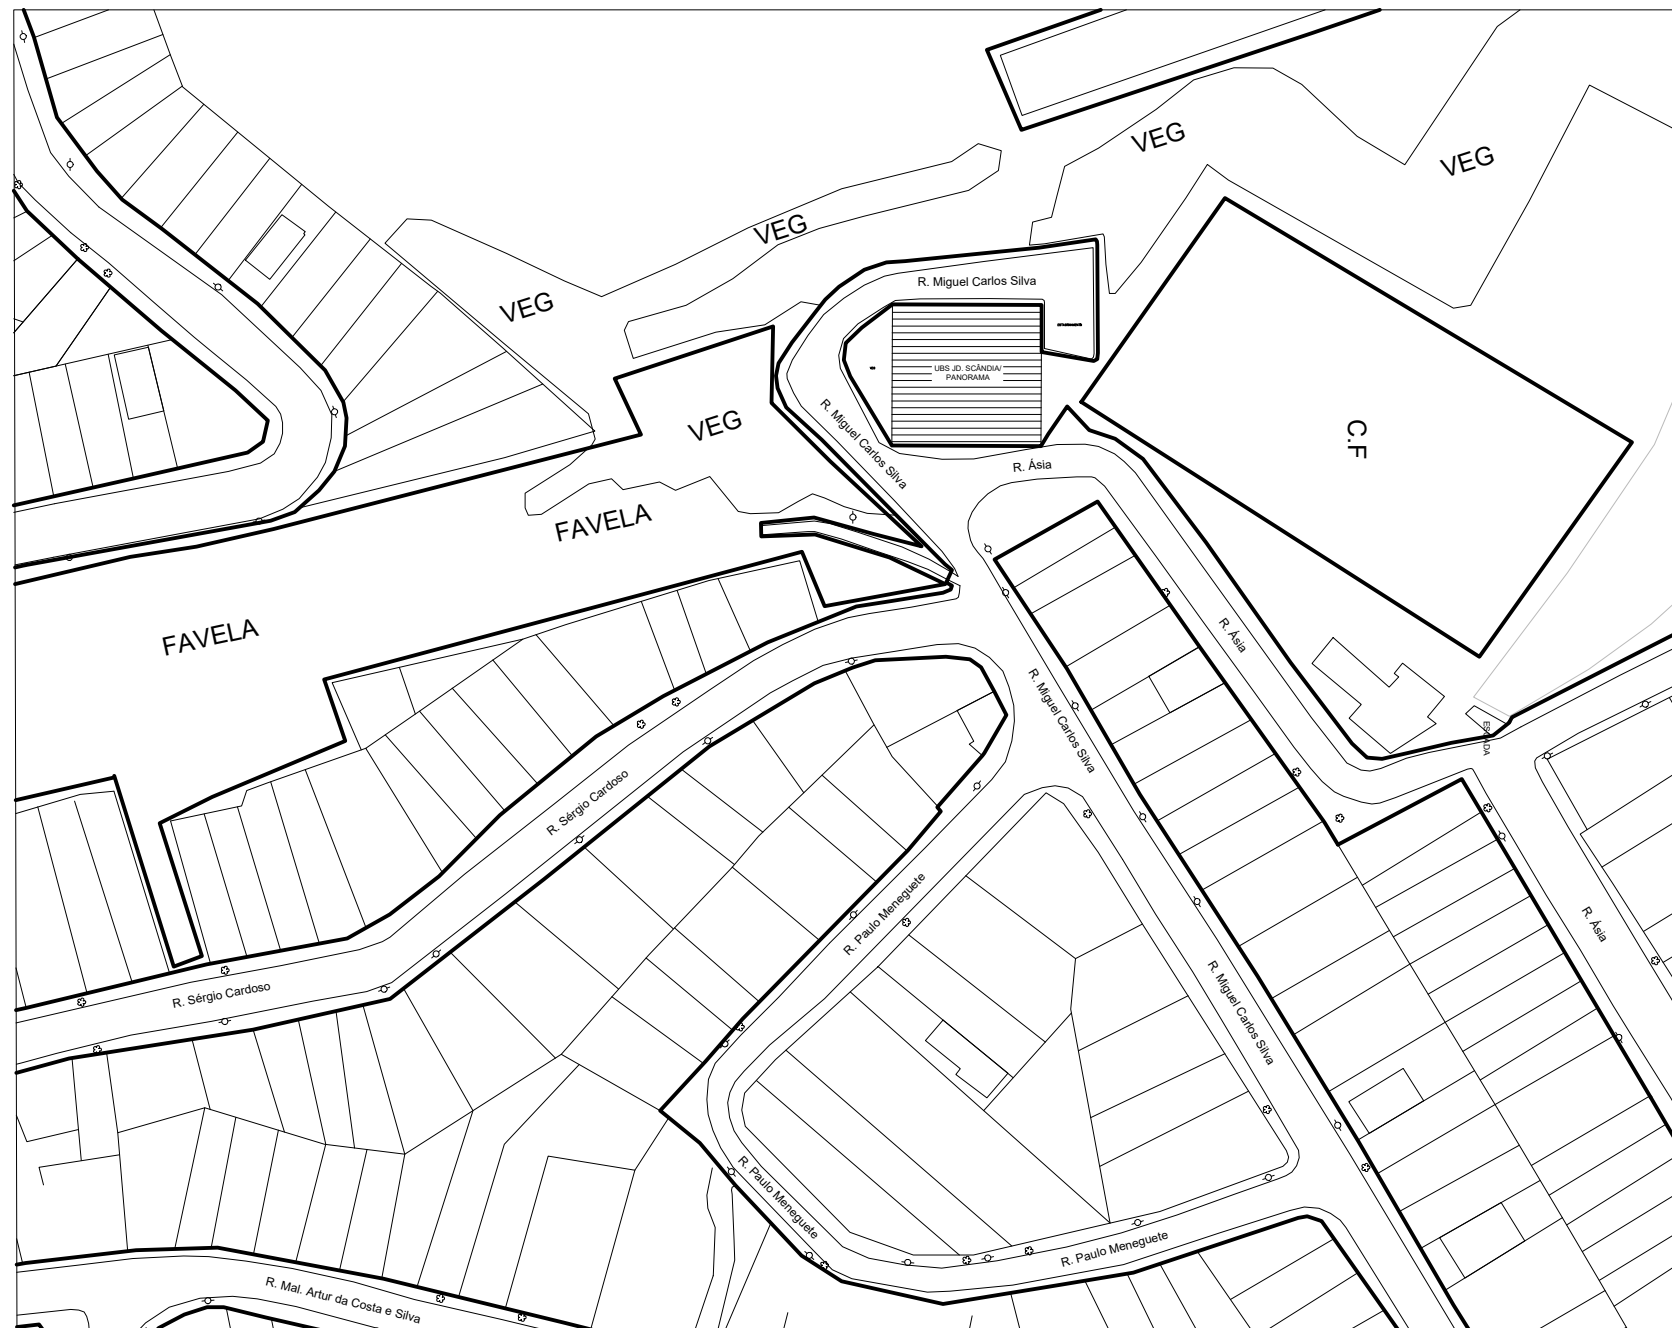 VEG
VEG
VEG
VEG
R. Miguel Carlos Silva
UBS JD. SCÂNDIA/
PANORAMA
VEG
R. Miguel Carlos Silva
C.F
R. Ásia
FAVELA
FAVELA
R. Ásia
R. Miguel Carlos Silva
ESCADA
R. Sérgio Cardoso
R. Paulo Meneguete
R. Ásia
R. Sérgio Cardoso
R. Miguel Carlos Silva
R. Paulo Meneguete
R. Paulo Meneguete
R. Mal. Artur da Costa e Silva